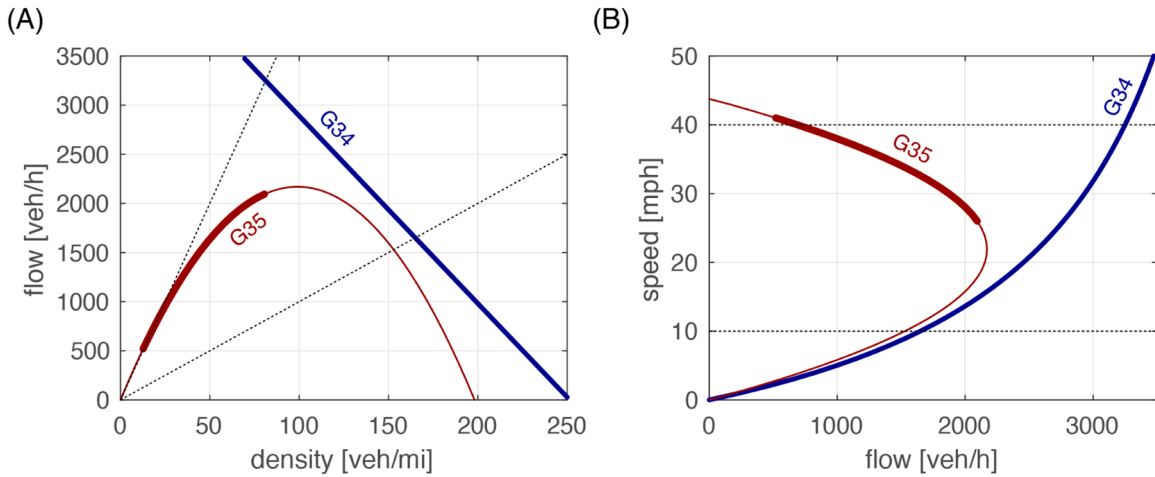 (A)
3500
3000
2500
2000
1500
1000
500
0
flow [veh/h]
G34
G35
0 50 100 150 200 250
density [veh/mi]
(B)
50
40
30
20
10
0
speed [mph]
G35
G34
0 1000 2000 3000
flow [veh/h]